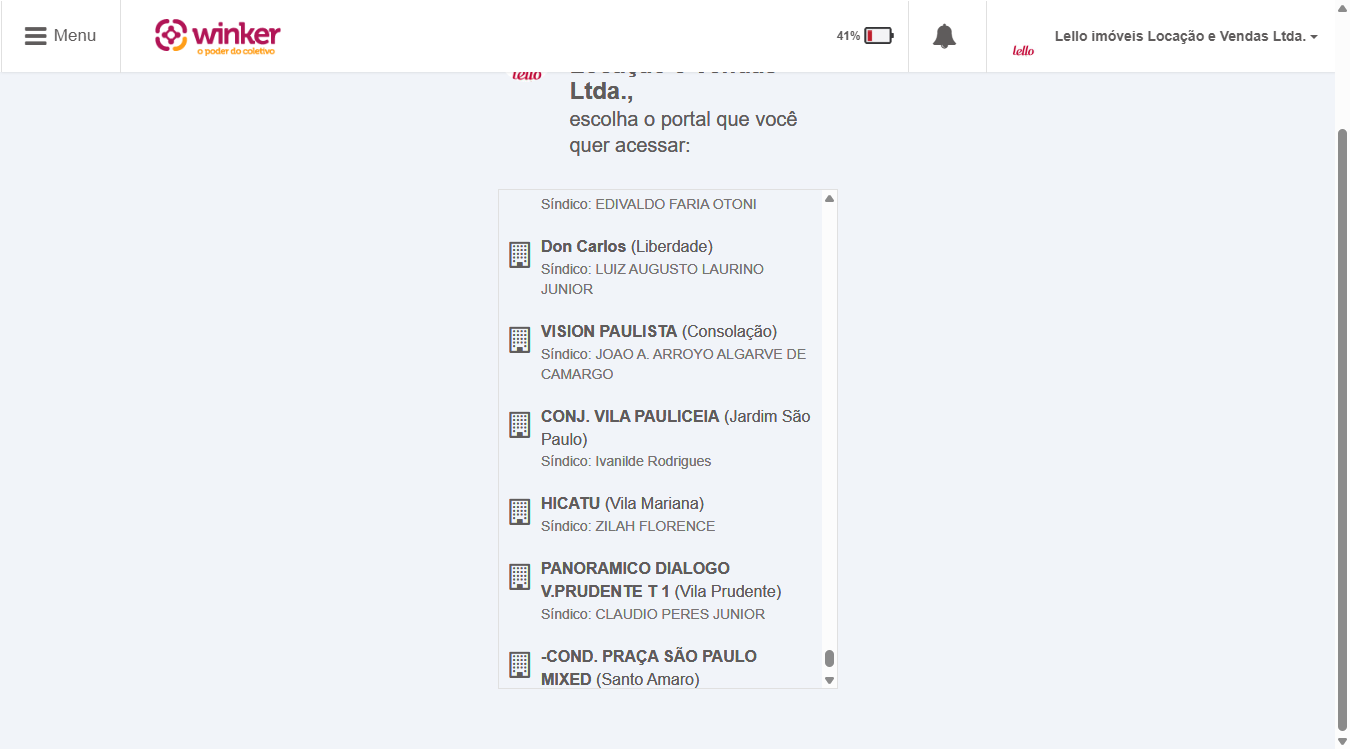 Menu
winker
o poder do coletivo
41%
lello
Lello imóveis Locação e Vendas Ltda.
lello
Locação e Vendas
Ltda.,
escolha o portal que você
quer acessar:
Síndico: EDIVALDO FARIA OTONI
Don Carlos (Liberdade)
Síndico: LUIZ AUGUSTO LAURINO
JUNIOR
VISION PAULISTA (Consolação)
Síndico: JOAO A. ARROYO ALGARVE DE
CAMARGO
CONJ. VILA PAULICEIA (Jardim São
Paulo)
Síndico: Ivanilde Rodrigues
HICATU (Vila Mariana)
Síndico: ZILAH FLORENCE
PANORAMICO DIALOGO
V.PRUDENTE T 1 (Vila Prudente)
Síndico: CLAUDIO PERES JUNIOR
-COND. PRAÇA SÃO PAULO
MIXED (Santo Amaro)